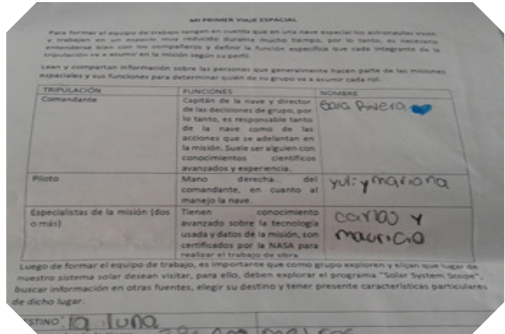 MI PRIMER VIAJE ESPACIAL
Para formar el equipo de trabajo tengan en cuenta que en una nave espacial los astronautas viven
y trabajan en un espacio muy reducido durante mucho tiempo, por lo tanto, es necesario
entenderse bien con los compañeros y definir la función específica que cada integrante de la
tripulación va a asumir en la misión según su perfil.
Lean y compartan información sobre las personas que generalmente hacen parte de las misiones
espaciales y sus funciones para determinar quién de su grupo va a asumir cada rol.
TRIPULACIÓN FUNCIONES NOMBRE
Comandante Capitán de la nave y director Sara Rivera
de las decisiones de grupo, por
lo tanto, es responsable tanto
de la nave como de las
acciones que se adelantan en
la misión. Suele ser alguien con
conocimientos científicos
avanzados y experiencia.
Piloto Mano derecha del yuli y mariana
comandante, en cuanto al
manejo la nave.
Especialistas de la misión (dos Tienen conocimiento carlos y
o más) avanzado sobre la tecnología mauricio
usada y datos de la misión, son
certificados por la NASA para
realizar el trabajo de obra
Luego de formar el equipo de trabajo, es importante que como grupo exploren y elijan que lugar de
nuestro sistema solar desean visitar, para ello, deben explorar el programa "Solar System Scope",
buscar información en otras fuentes, elegir su destino y tener presente características particulares
de dicho lugar.
STINO: la luna